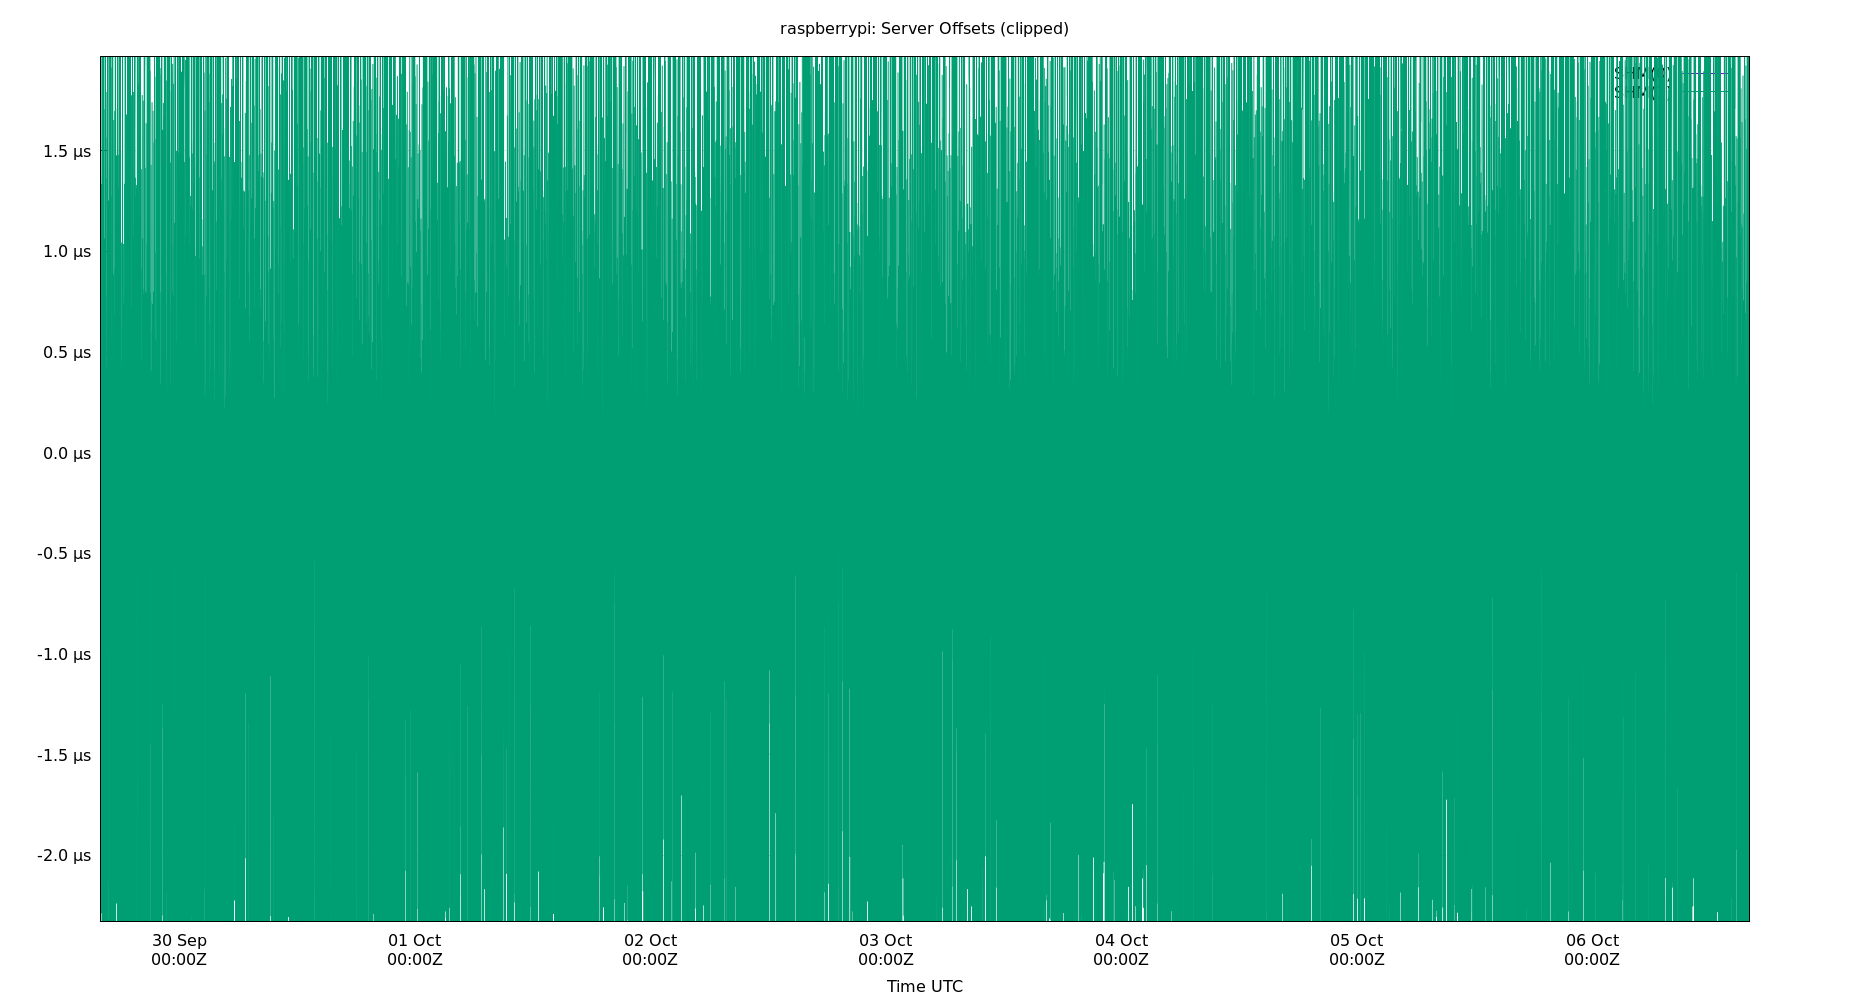 raspberrypi: Server Offsets (clipped)
1.5 µs
1.0 µs
0.5 µs
0.0 µs
-0.5 µs
-1.0 µs
-1.5 µs
-2.0 µs
30 Sep
00:00Z
01 Oct
00:00Z
02 Oct
00:00Z
03 Oct
00:00Z
04 Oct
00:00Z
05 Oct
00:00Z
06 Oct
00:00Z
Time UTC